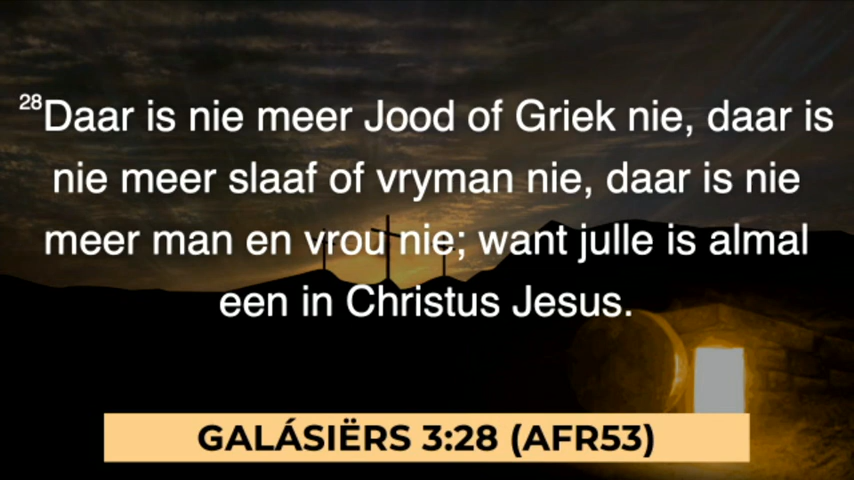 28Daar is nie meer Jood of Griek nie, daar is
nie meer slaaf of vryman nie, daar is nie
meer man en vrou nie; want julle is almal
een in Christus Jesus.
GALÁSIËRS 3:28 (AFR53)